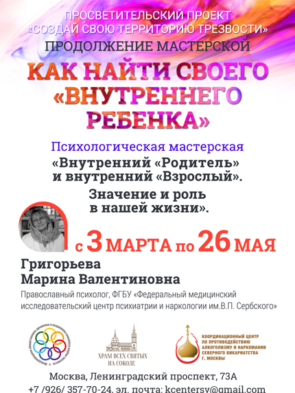 ПРОСВЕТИТЕЛЬСКИЙ ПРОЕКТ
«СОЗДАЙ СВОЮ ТЕРРИТОРИЮ ТРЕЗВОСТИ»
ПРОДОЛЖЕНИЕ МАСТЕРСКОЙ
КАК НАЙТИ СВОЕГО
«ВНУТРЕННЕГО
РЕБЕНКА»
Психологическая мастерская
«Внутренний «Родитель»
и внутренний «Взрослый».
Значение и роль
в нашей жизни».
с 3 МАРТА по 26 МАЯ
Григорьева
Марина Валентиновна
Православный психолог, ФГБУ «Федеральный медицинский
исследовательский центр психиатрии и наркологии им.В.П. Сербского»
ХРАМ ВСЕХ СВЯТЫХ
НА СОКОЛЕ
КООРДИНАЦИОННЫЙ ЦЕНТР
ПО ПРОТИВОДЕЙСТВИЮ
АЛКОГОЛИЗМУ И НАРКОМАНИИ
СЕВЕРНОГО ВИКАРИАТСТВА
Г. МОСКВЫ
Москва, Ленинградский проспект, 73А
+7 /926/ 357-70-24, эл. почта: kcentersv@gmail.com